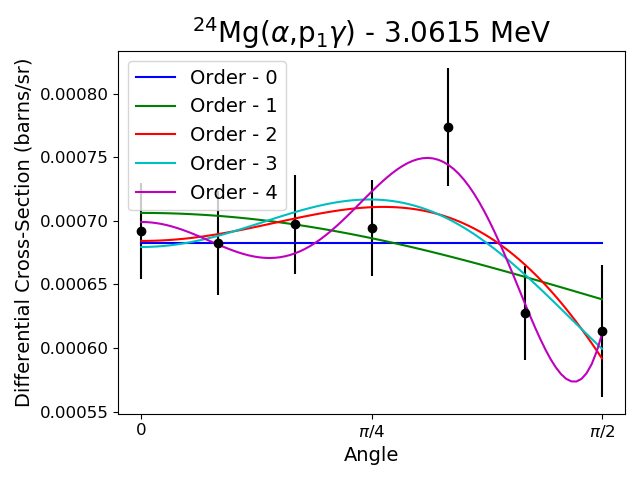 ²⁴Mg(α,p₁γ) - 3.0615 MeV
Differential Cross-Section (barns/sr)
0.00080
0.00075
0.00070
0.00065
0.00060
0.00055
Order - 0
Order - 1
Order - 2
Order - 3
Order - 4
0
π/4
π/2
Angle